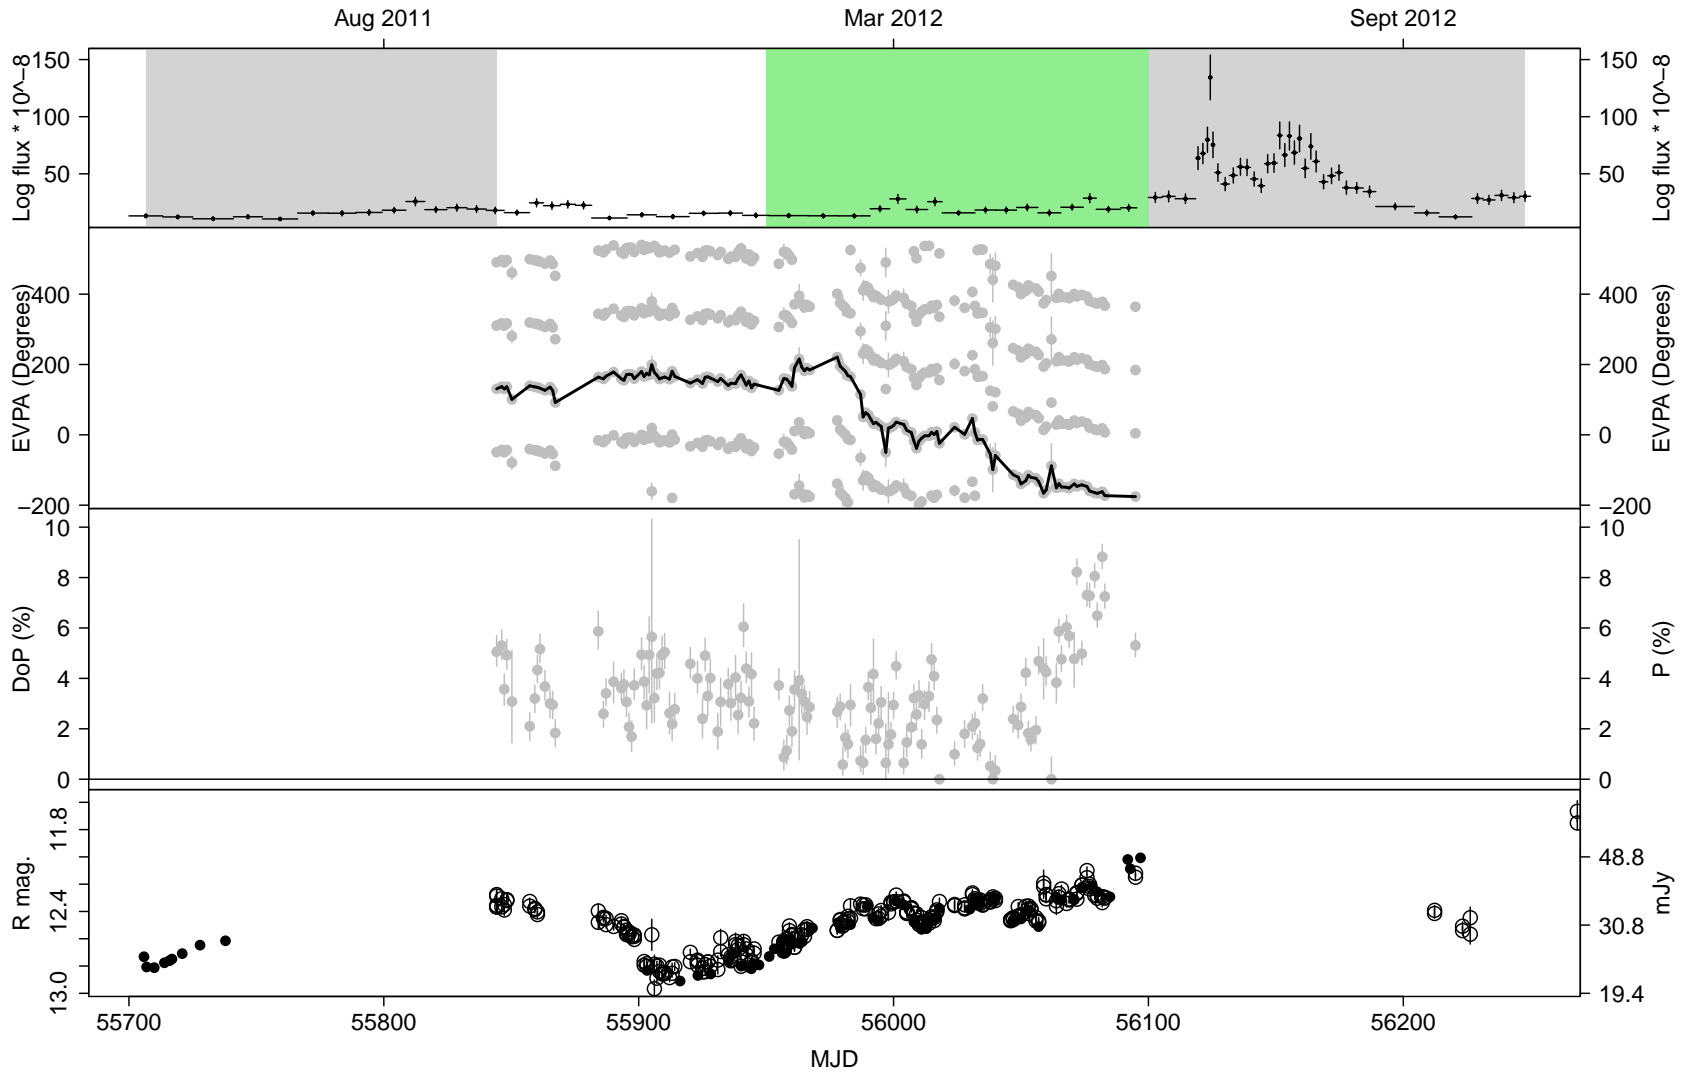 Aug 2011 Mar 2012 Sept 2012
Log flux * 10^−8
150
100
50
150
100
50
Log flux * 10^−8
EVPA (Degrees)
400
200
0
−200
400
200
0
−200
EVPA (Degrees)
DoP (%)
10
8
6
4
2
0
10
8
6
4
2
0
P (%)
R mag.
11.8
12.4
13.0
48.8
30.8
19.4
mJy
55700 55800 55900 56000 56100 56200
MJD